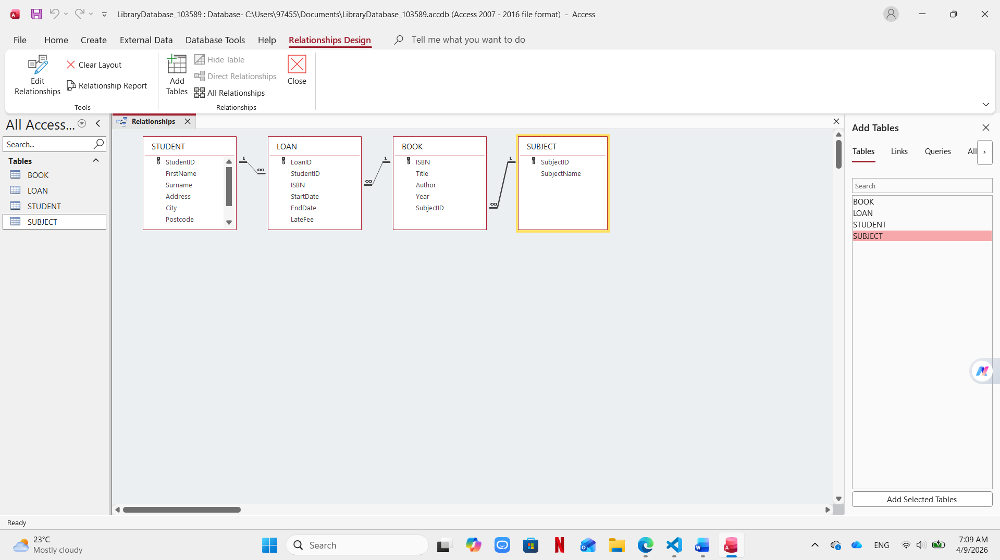 LibraryDatabase_103589 : Database- C:\Users\97455\Documents\LibraryDatabase_103589.accdb (Access 2007 - 2016 file format)  -  Access
File Home Create External Data Database Tools Help Relationships Design Tell me what you want to do
Edit Relationships
Clear Layout
Relationship Report
Tools
Add Tables
Hide Table
Direct Relationships
All Relationships
Close
Relationships
All Access...
Search...
Tables
BOOK
LOAN
STUDENT
SUBJECT
Relationships
STUDENT
StudentID
FirstName
Surname
Address
City
Postcode
1
∞
LOAN
LoanID
StudentID
ISBN
StartDate
EndDate
LateFee
1
∞
BOOK
ISBN
Title
Author
Year
SubjectID
1
∞
SUBJECT
SubjectID
SubjectName
Add Tables
Tables Links Queries All
Search
BOOK
LOAN
STUDENT
SUBJECT
Add Selected Tables
Ready
23°C
Mostly cloudy
Search
ENG
7:09 AM
4/9/2026